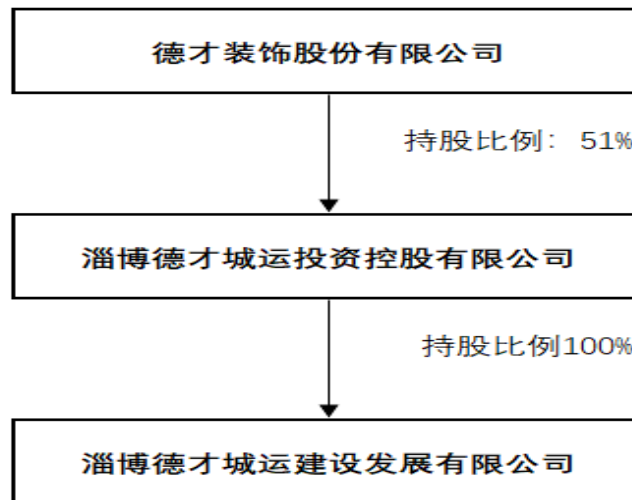 德才装饰股份有限公司
持股比例： 51%
淄博德才城运投资控股有限公司
持股比例100%
淄博德才城运建设发展有限公司